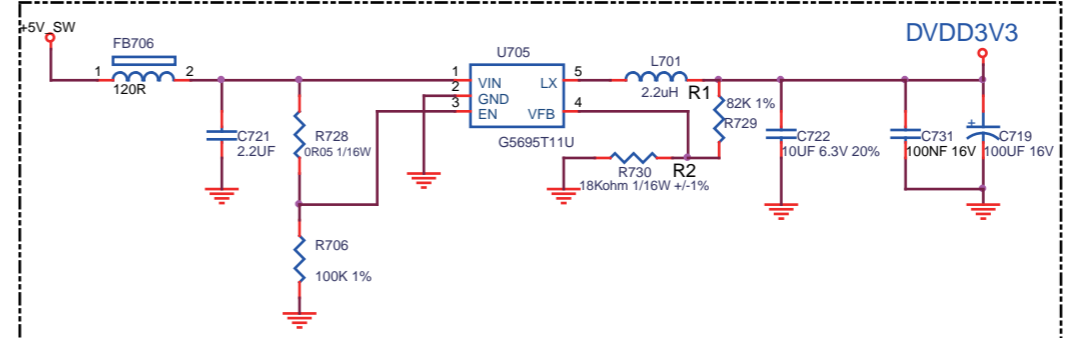 +5V_SW
FB706
1
2
120R
C721
2.2UF
R728
0R05 1/16W
R706
100K 1%
U705
1
2
3
VIN
GND
EN
LX
VFB
5
4
G5695T11U
L701
2.2uH
R1
82K 1%
R729
R730
R2
18Kohm 1/16W +/-1%
C722
10UF 6.3V 20%
C731
100NF 16V
+
C719
100UF 16V
DVDD3V3